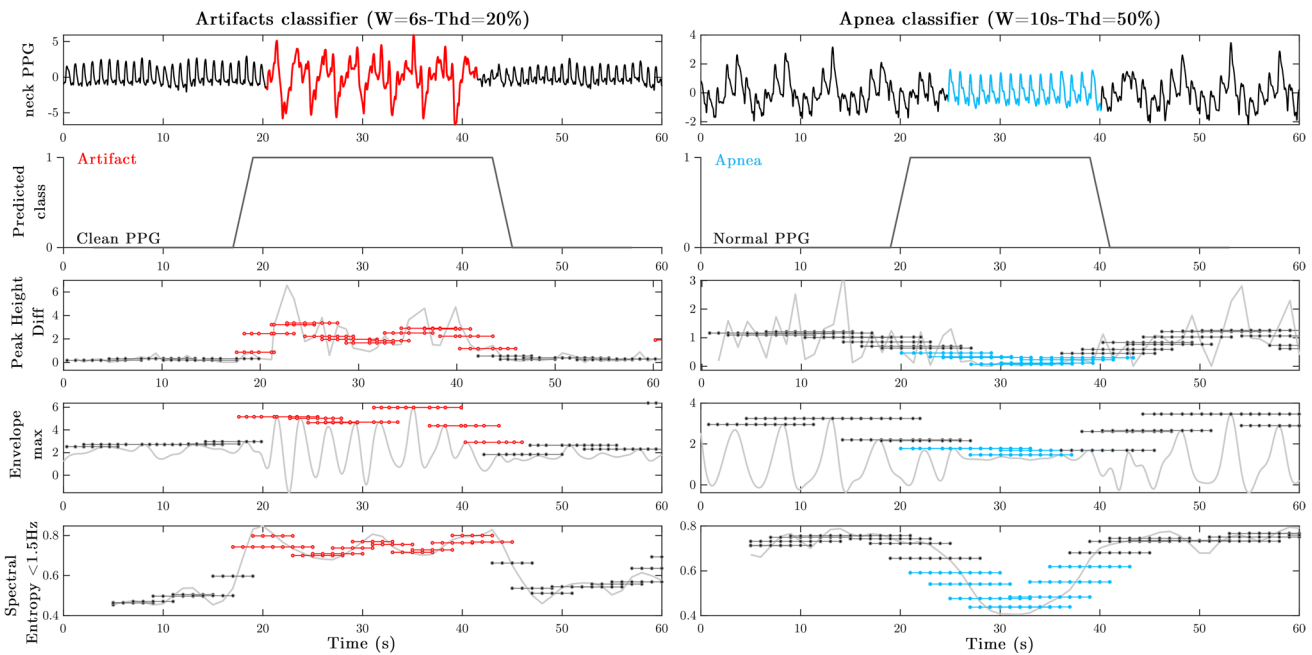 Artifacts classifier (W=6s-Thd=20%)
neck PPG
5
0
-5
0 10 20 30 40 50 60
Predicted
class
1
0
Artifact
Clean PPG
0 10 20 30 40 50 60
Peak Height
Diff
6
4
2
0
0 10 20 30 40 50 60
Envelope
max
6
4
2
0
0 10 20 30 40 50 60
Spectral
Entropy <1.5Hz
0.8
0.6
0.4
0 10 20 30 40 50 60
Time (s)
Apnea classifier (W=10s-Thd=50%)
4
2
0
-2
0 10 20 30 40 50 60
1
0
Apnea
Normal PPG
0 10 20 30 40 50 60
3
2
1
0
0 10 20 30 40 50
4
2
0
0 10 20 30 40 50 60
0.8
0.6
0.4
0 10 20 30 40 50 60
Time (s)